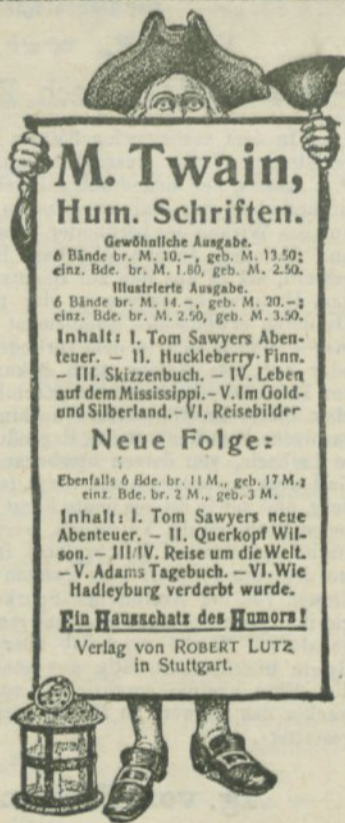 M. Twain,
Hum. Schriften.
Gewöhnliche Ausgabe.
6 Bände br. M. 10.–, geb. M. 13.50;
einz. Bde. br. M. 1.80, geb. M. 2.50.
Illustrierte Ausgabe.
6 Bände br. M. 14.–, geb. M. 20.–;
einz. Bde. br. M. 2.50, geb. M. 3.50.
Inhalt: I. Tom Sawyers Aben-
teuer. – II. Huckleberry Finn.
– III. Skizzenbuch. – IV. Leben
auf dem Mississippi. – V. Im Gold-
und Silberland. – VI. Reisebilder
Neue Folge:
Ebenfalls 6 Bde. br. 11 M., geb. 17 M.;
einz. Bde. br. 2 M., geb. 3 M.
Inhalt: I. Tom Sawyers neue
Abenteuer. – II. Querkopf Wil-
son. – III/IV. Reise um die Welt.
– V. Adams Tagebuch. – VI. Wie
Hadleyburg verderbt wurde.
Ein Hausschatz des Humors!
Verlag von ROBERT LUTZ
in Stuttgart.